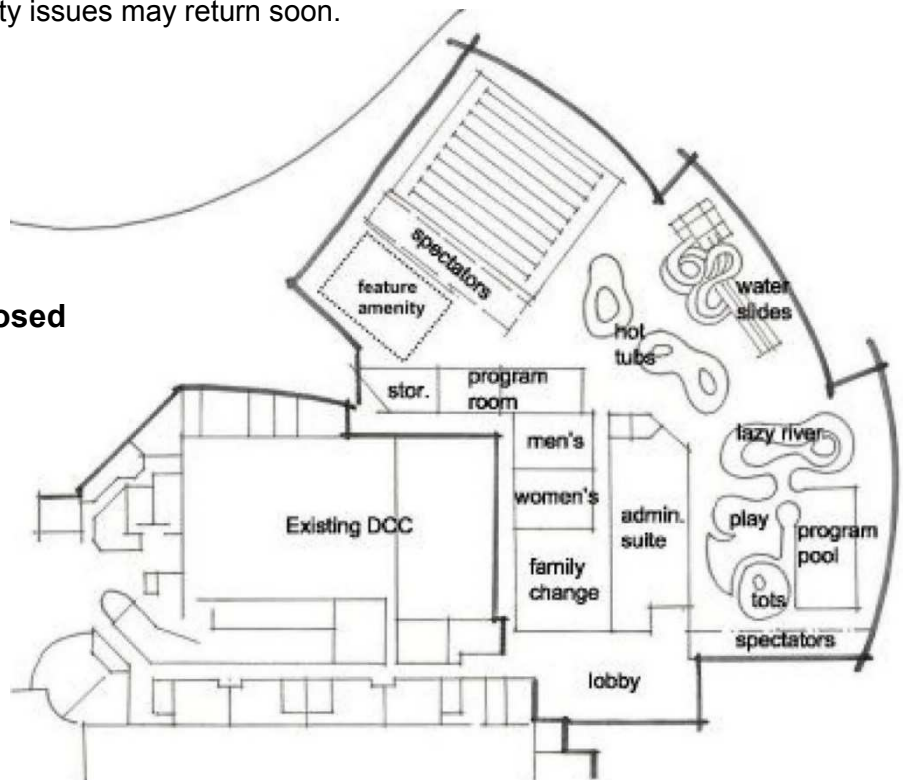 ty issues may return soon.
spectators
feature
amenity
osed
water
slides
hot
tubs
stor.
program
room
men's
lazy river
women's
Existing DCC
admin.
suite
play
program
pool
family
change
tots
spectators
lobby